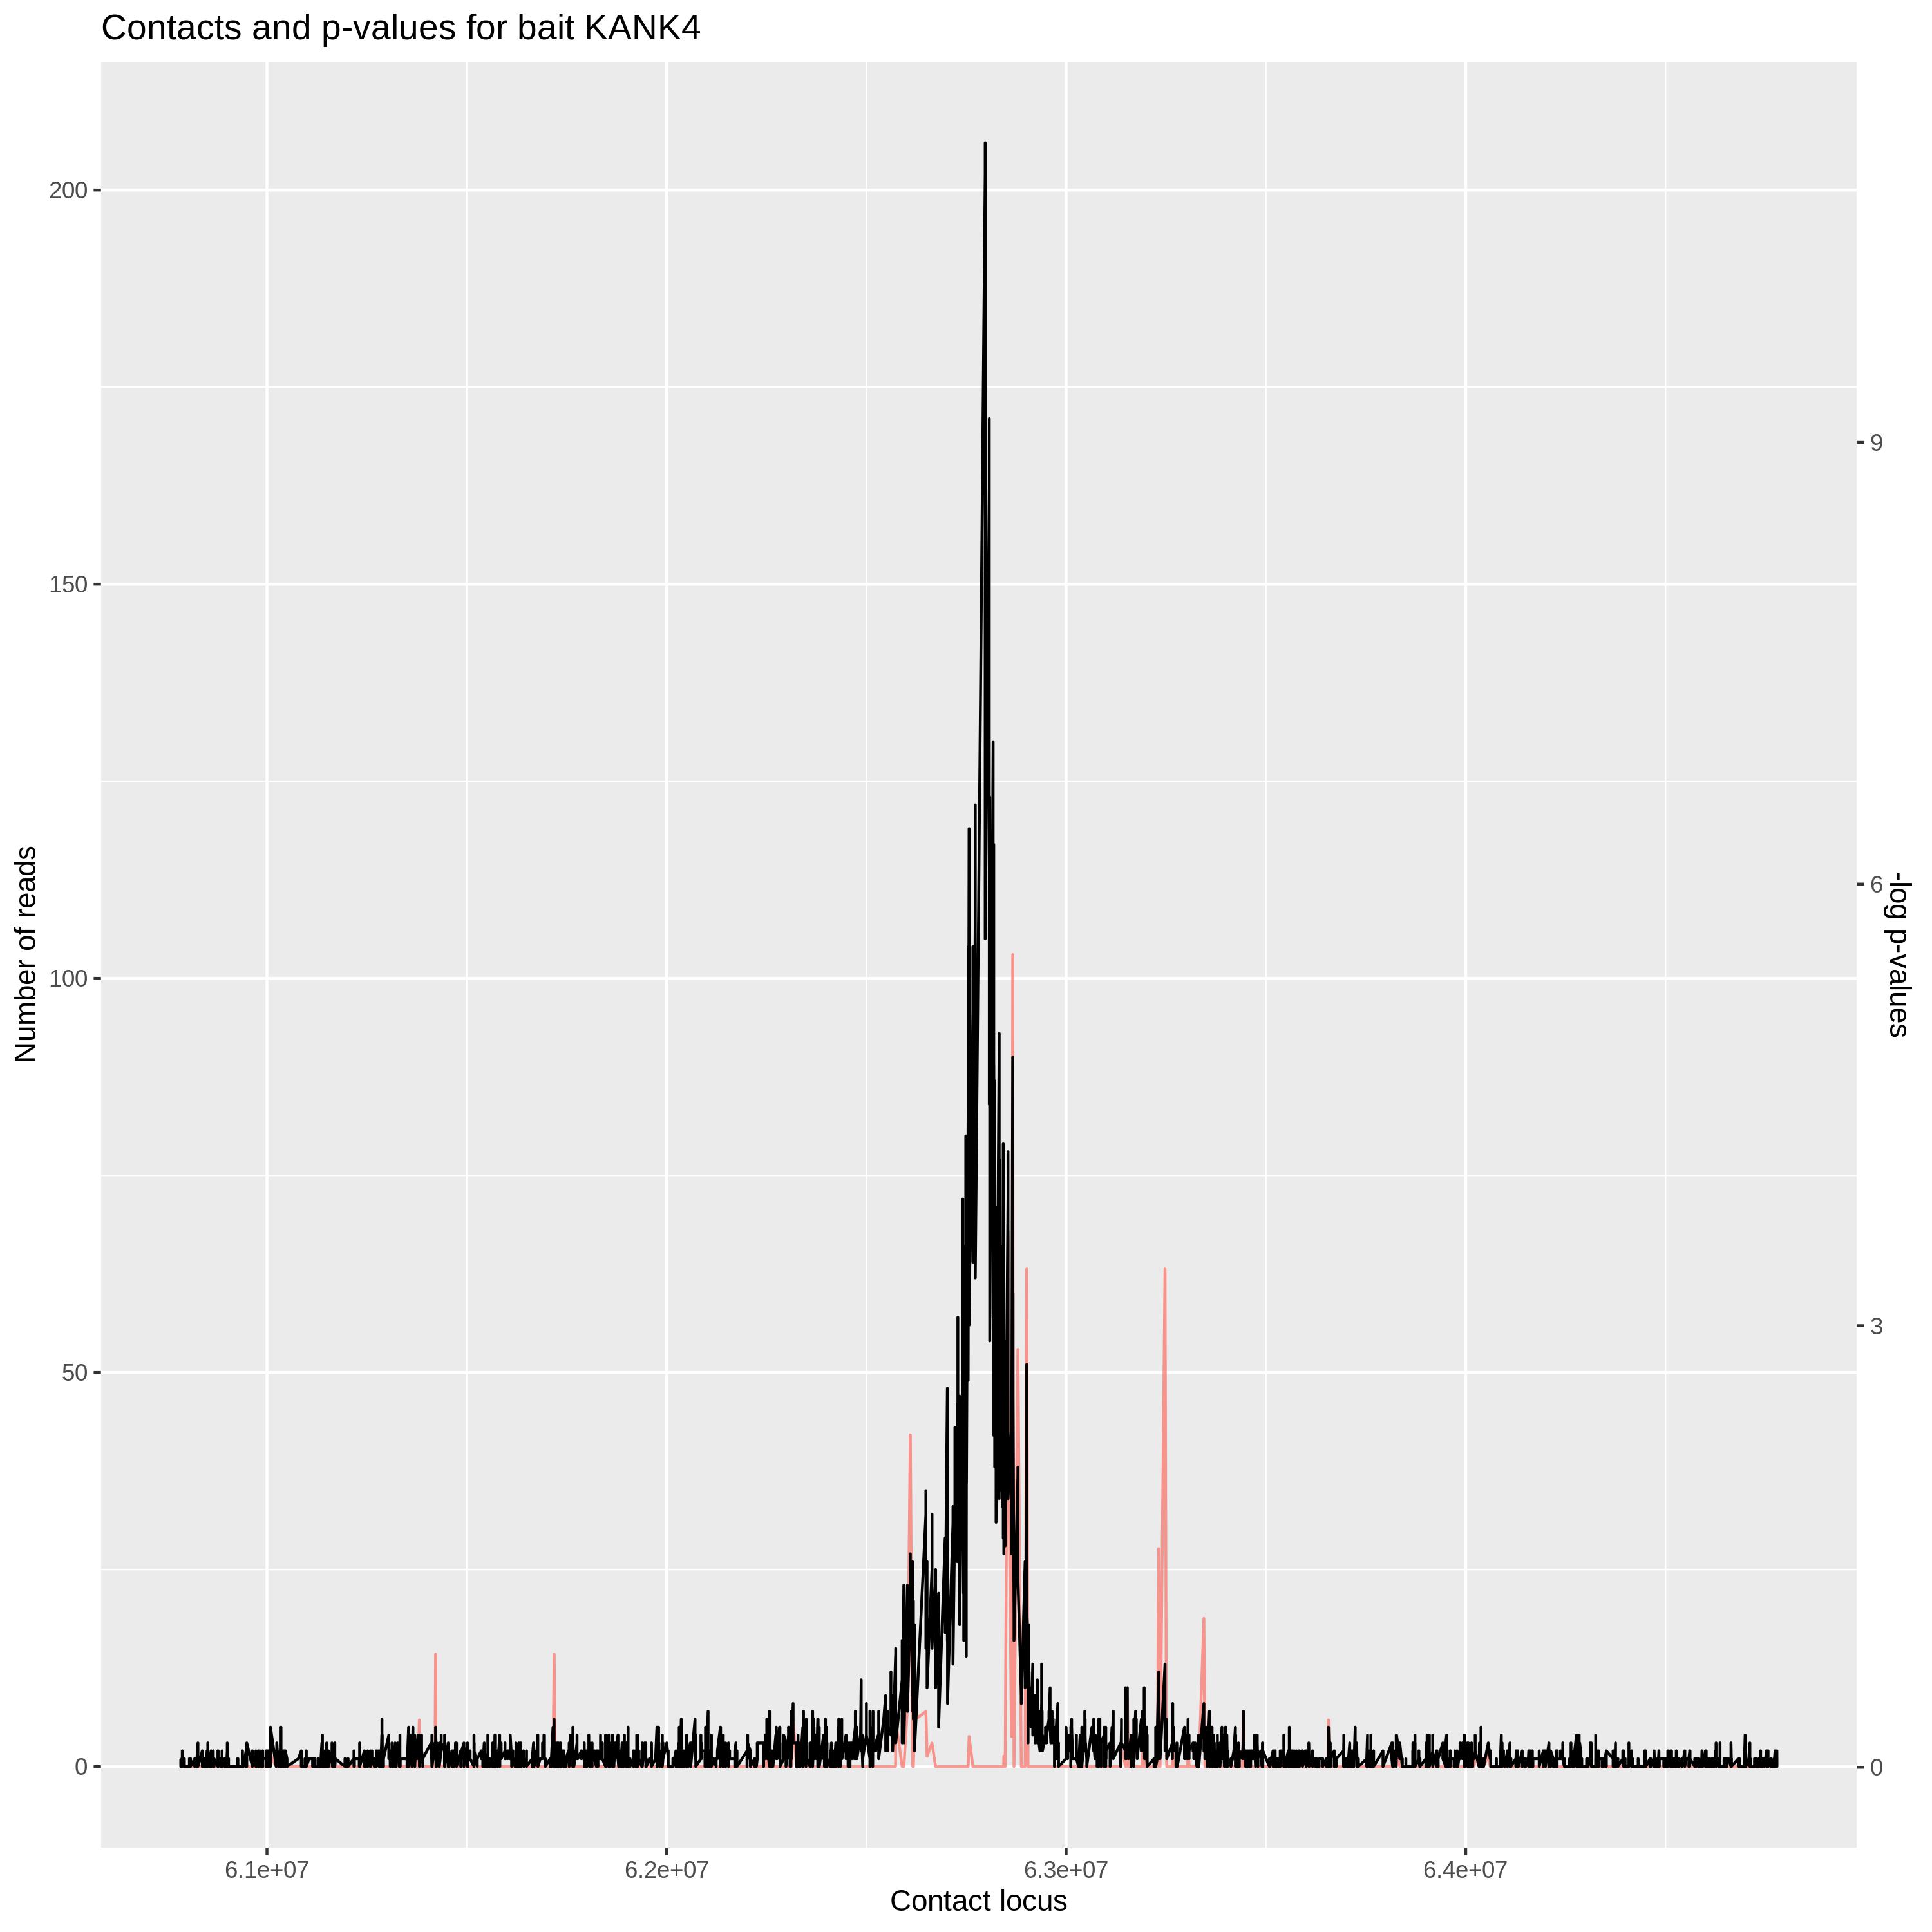 Contacts and p-values for bait KANK4
200
150
100
50
0
Number of reads
9
6
3
0
-log p-values
6.1e+07 6.2e+07 6.3e+07 6.4e+07
Contact locus